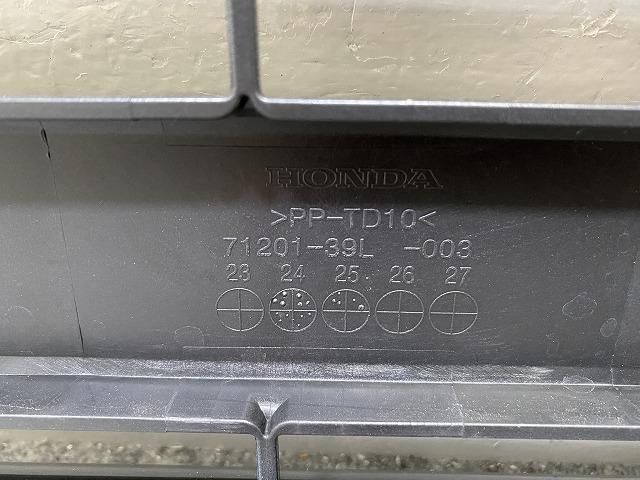 HONDA
>PP-TD10<
71201-39L -003
23 24 25 26 27